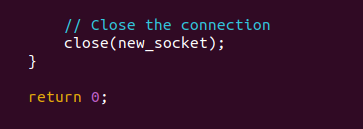 // Close the connection
close(new_socket);
}
return 0;